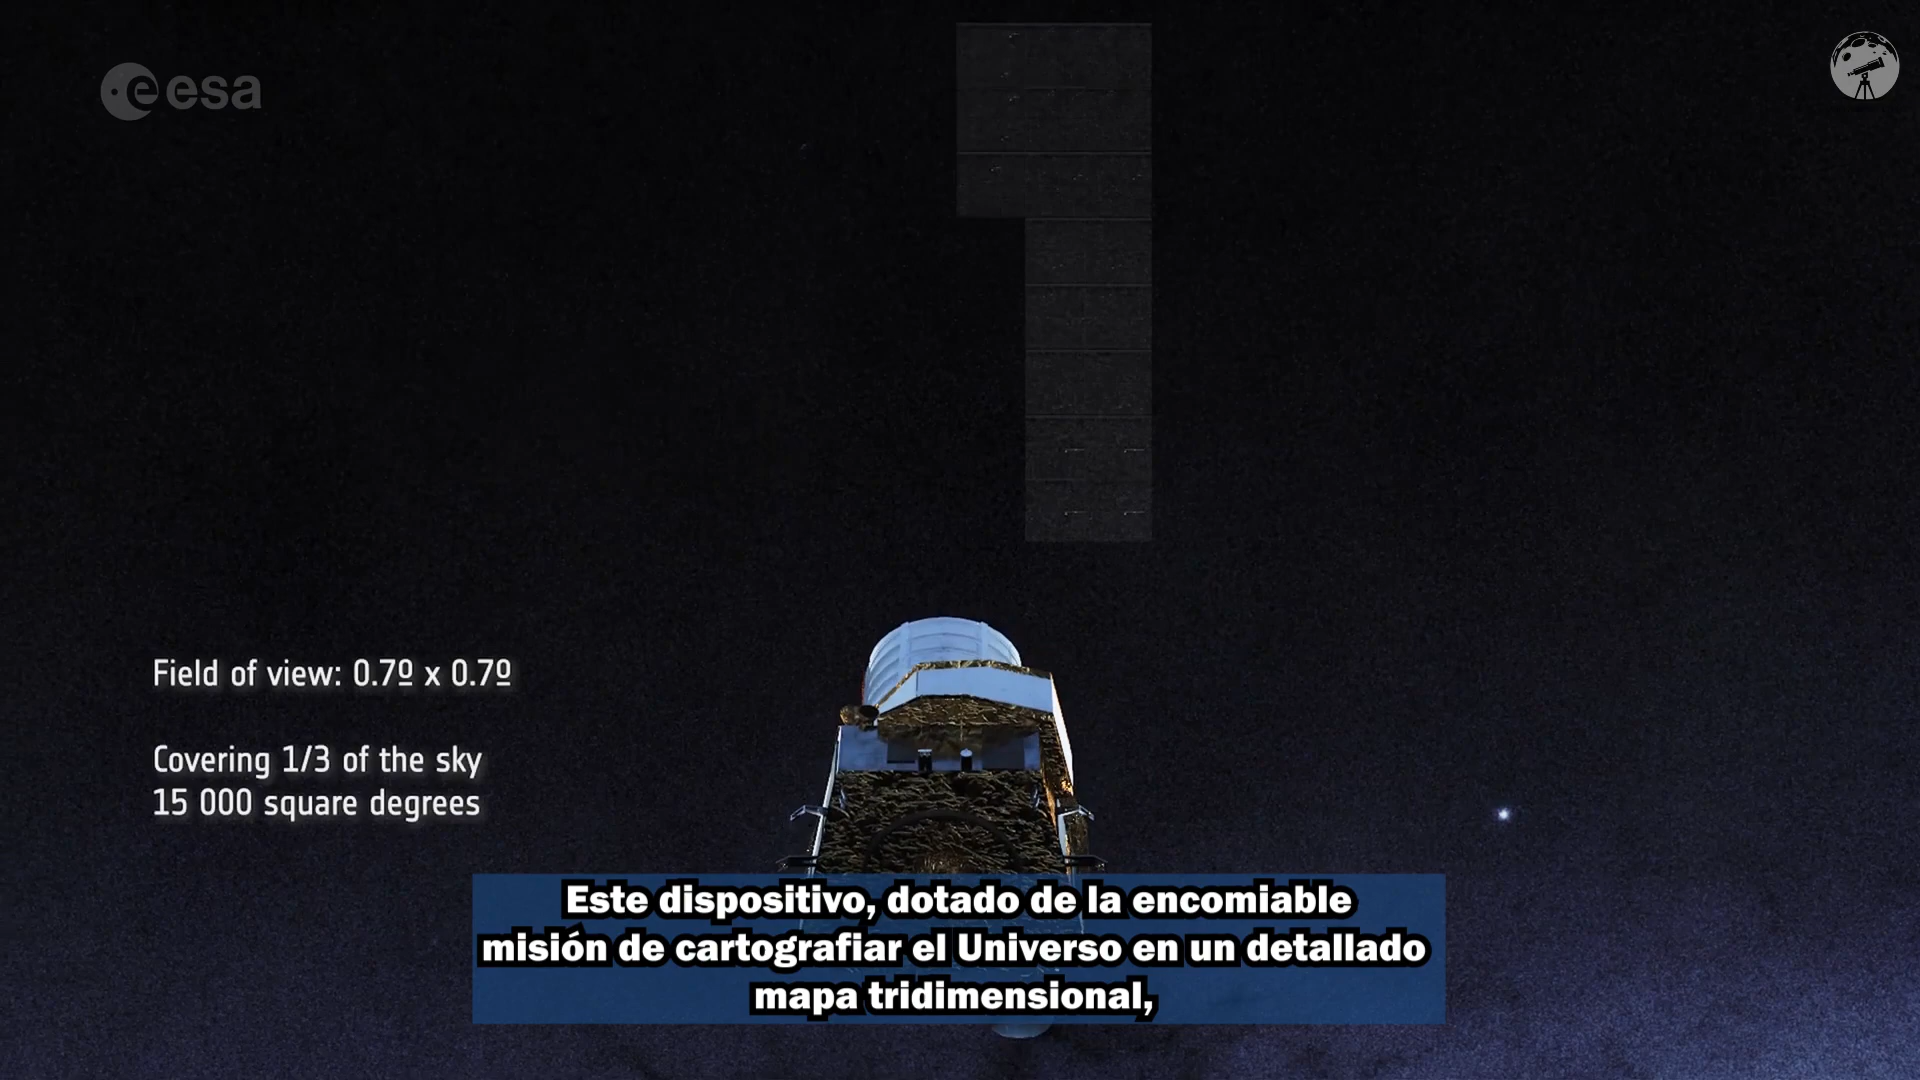 esa
Field of view: 0.7º x 0.7º
Covering 1/3 of the sky
15 000 square degrees
Este dispositivo, dotado de la encomiable
misión de cartografiar el Universo en un detallado
mapa tridimensional,